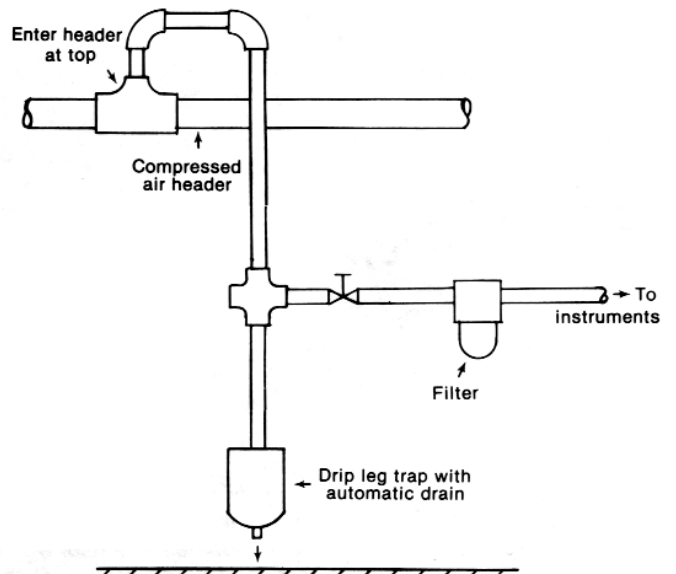 Enter header
at top
Compressed
air header
→ To
instruments
Filter
Drip leg trap with
automatic drain